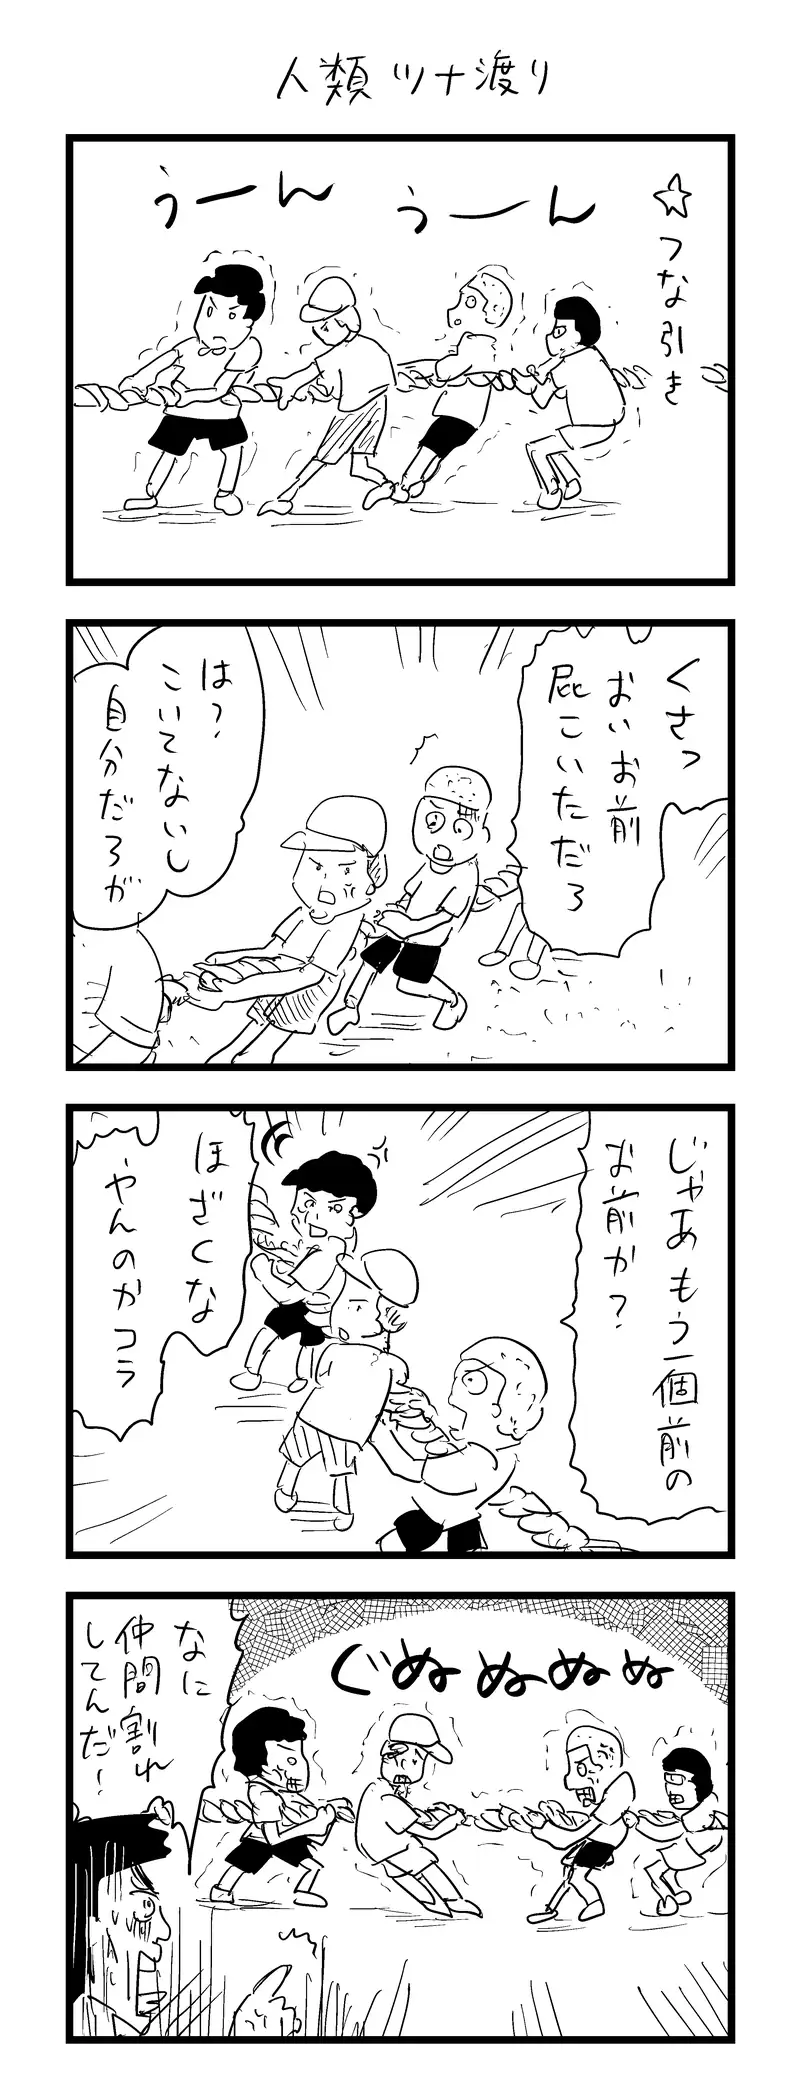 人類ツナ渡り
☆つな引き
うーん
うーん
くさっ
おいお前
屁こいただろ
は?
こいてないし
自分だろが
じゃあもう一個前の
お前か?
ほざくな
やんのかコラ
ぐぬぬぬぬ
なに
仲間割れ
してんだ!